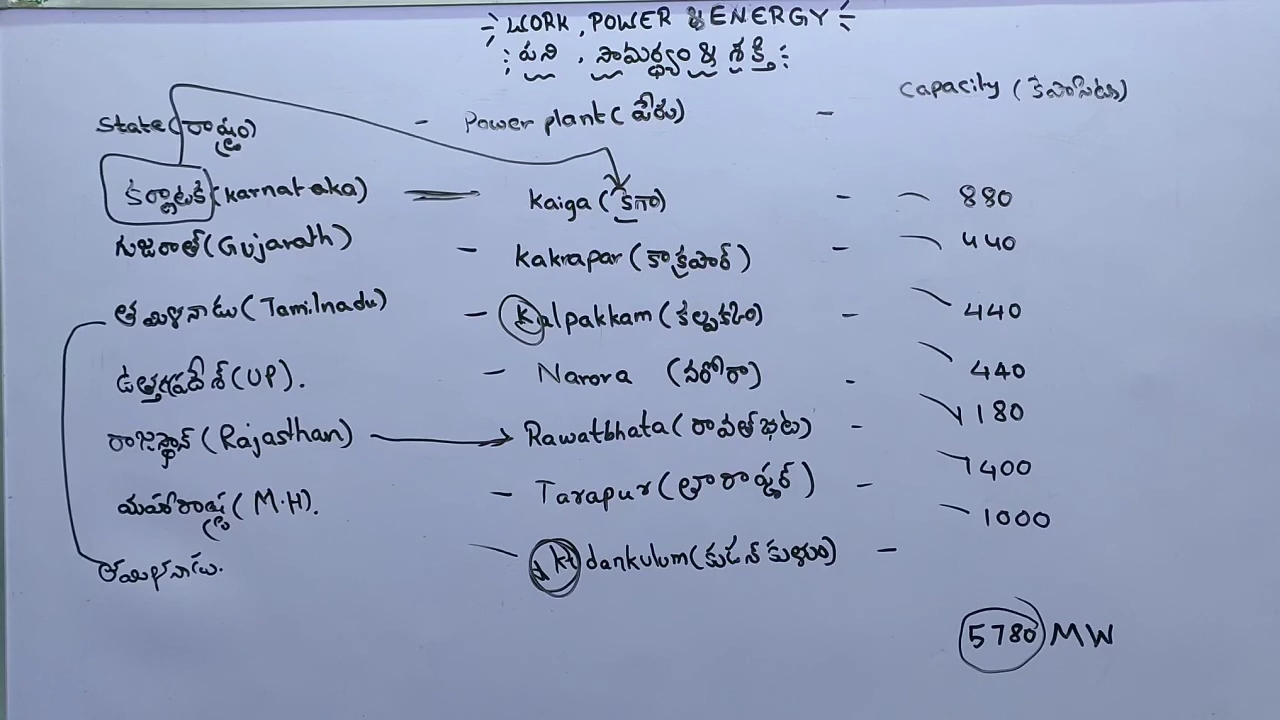 WORK, POWER & ENERGY
పని, సామర్థ్యం & శక్తి
State (రాష్ట్రం) - Power plant (పేరు) - Capacity (కెపాసిటీ)
కర్ణాటక (Karnataka) - Kaiga (కైగా) - 880
గుజరాత్ (Gujarath) - Kakrapar (కాక్రపార్) - 440
తమిళనాడు (Tamilnadu) - Kalpakkam (కల్పకం) - 440
ఉత్తరప్రదేశ్ (UP). - Narora (నరోరా) - 440
రాజస్థాన్ (Rajasthan) Rawatbhata (రావత్‌భట) - 1180
మహారాష్ట్ర (M.H). - Tarapur (తారాపూర్) - 1400
తమిళనాడు. - dankulum (కుడన్ కుళుం) - 1000
5780 MW